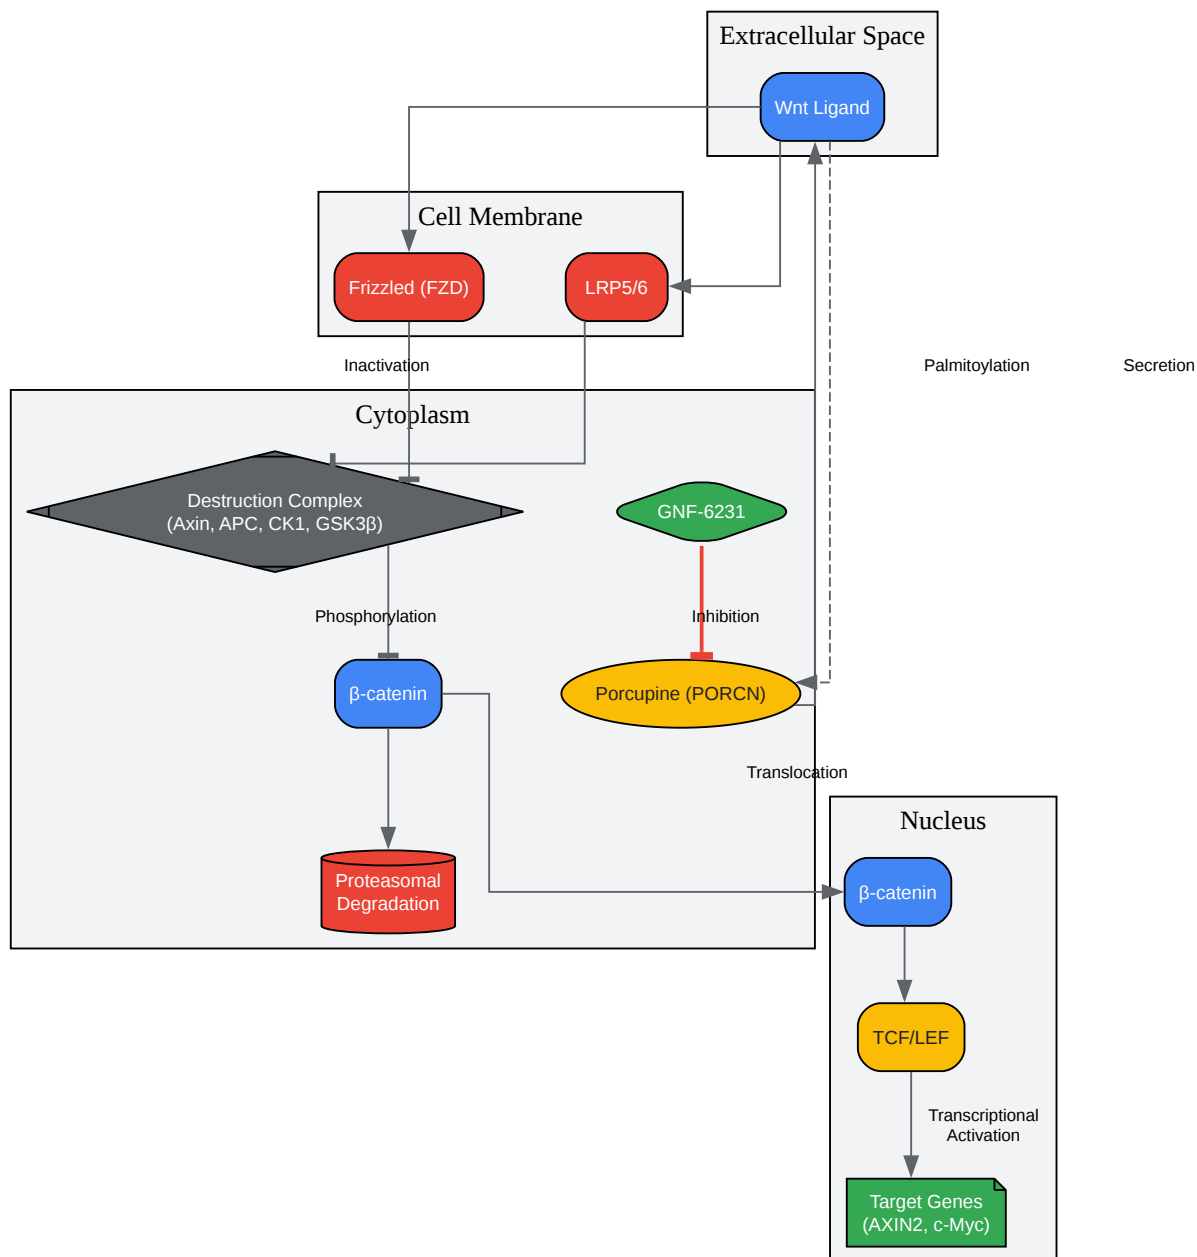 Extracellular Space
Wnt Ligand
Cell Membrane
Frizzled (FZD)
LRP5/6
Inactivation
Palmitoylation
Secretion
Cytoplasm
Destruction Complex
(Axin, APC, CK1, GSK3β)
GNF-6231
Phosphorylation
Inhibition
β-catenin
Porcupine (PORCN)
Translocation
Nucleus
Proteasomal
Degradation
β-catenin
TCF/LEF
Transcriptional
Activation
Target Genes
(AXIN2, c-Myc)